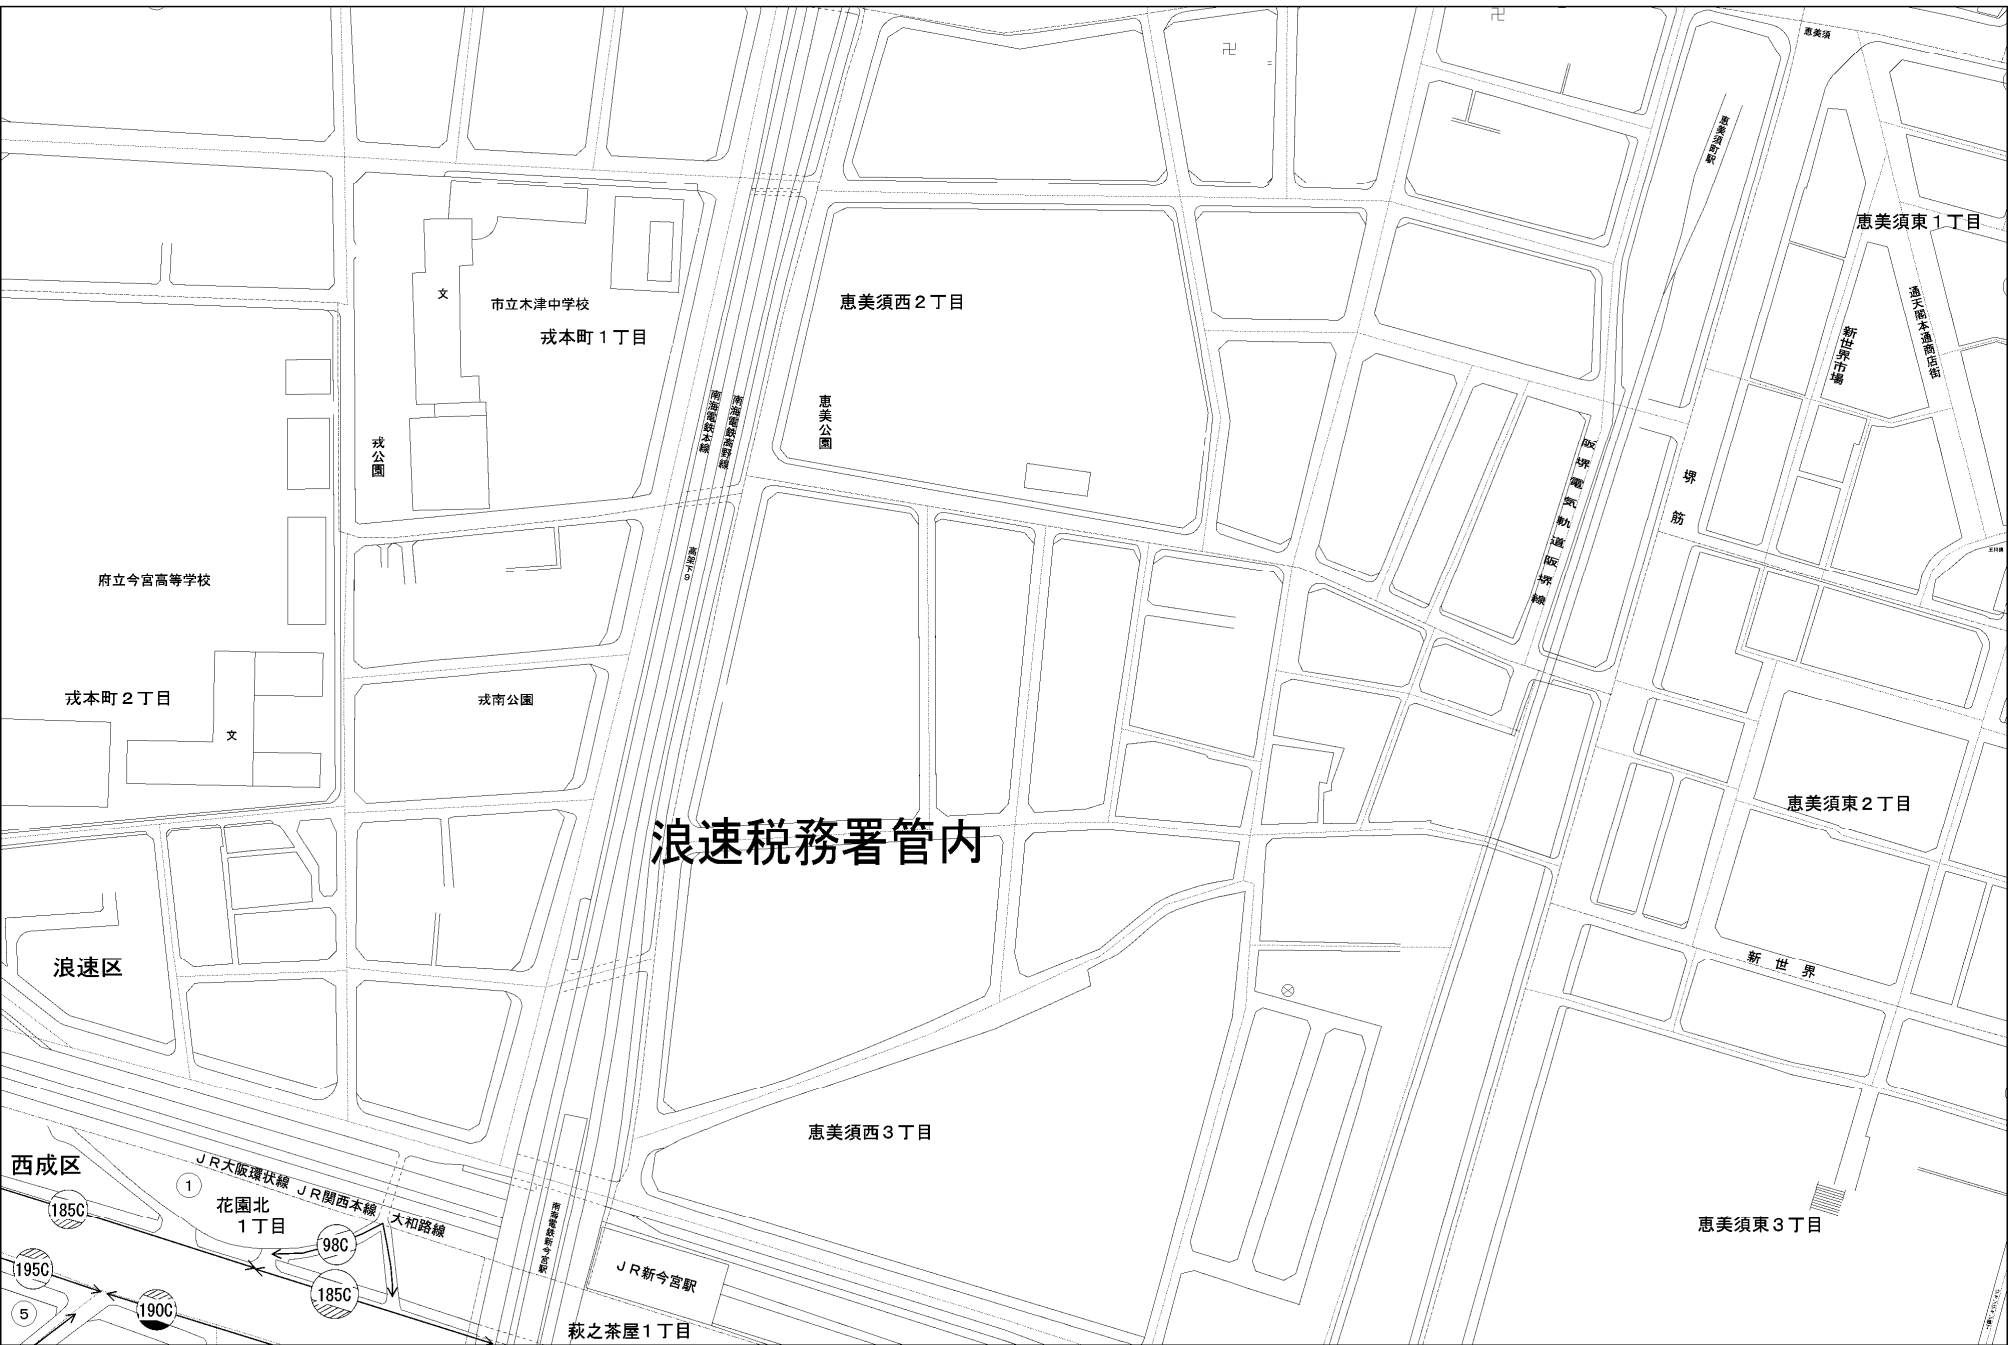 恵美須
恵美須町駅
恵美須東１丁目
市立木津中学校
文
恵美須西２丁目
戎本町１丁目
通天閣本通商店街
新世界市場
南海電鉄本線
南海電鉄高野線
恵美公園
戎公園
阪堺電気軌道阪堺線
堺筋
高架下9
府立今宮高等学校
戎本町２丁目
戎南公園
文
恵美須東２丁目
浪速税務署管内
浪速区
新世界
恵美須西３丁目
西成区
ＪＲ大阪環状線
ＪＲ関西本線
大和路線
1
185C
花園北
１丁目
98C
南海電鉄新今宮駅
恵美須東３丁目
195C
ＪＲ新今宮駅
185C
190C
5
萩之茶屋１丁目